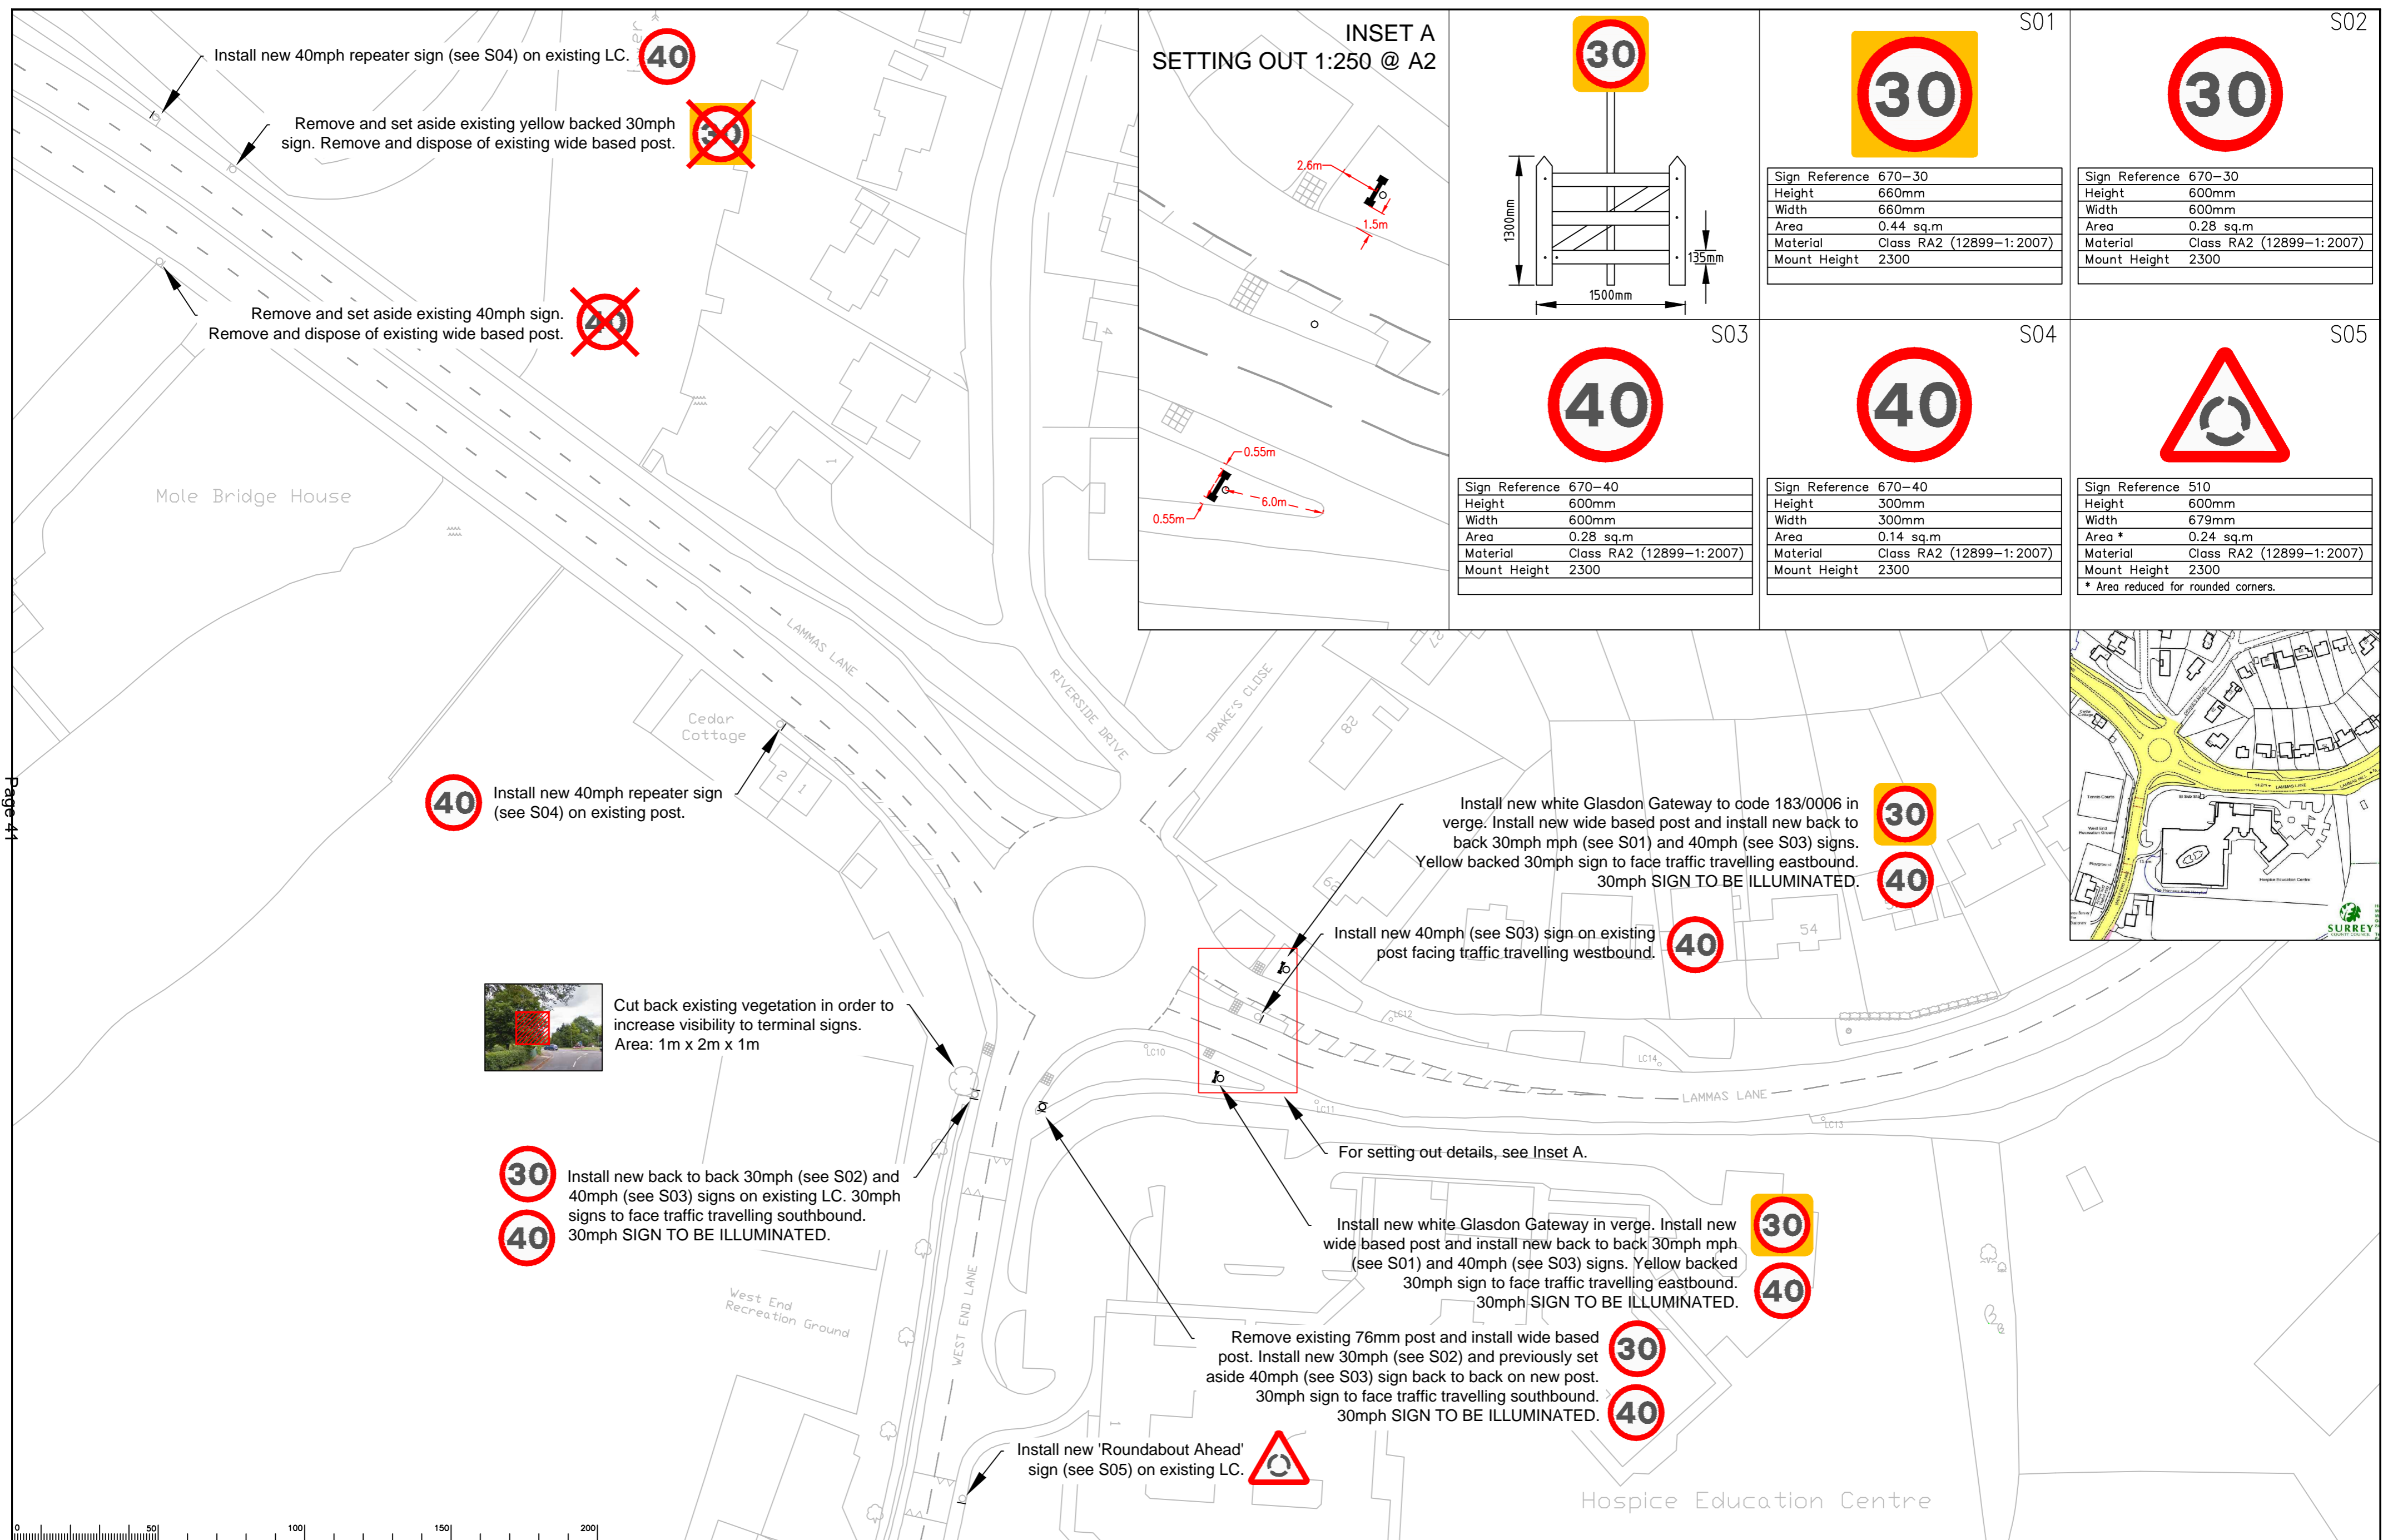 Install new 40mph repeater sign (see S04) on existing LC.
40
Remove and set aside existing yellow backed 30mph
sign. Remove and dispose of existing wide based post.
30
Remove and set aside existing 40mph sign.
Remove and dispose of existing wide based post.
40
Mole Bridge House
LAMMAS LANE
RIVERSIDE DRIVE
DRAKE'S CLOSE
Cedar
Cottage
2
1
1
4
27
28
62
54
INSET A
SETTING OUT 1:250 @ A2
2.6m
1.5m
0.55m
6.0m
0.55m
30
1300mm
135mm
1500mm
S01
30
Sign Reference 670-30
Height 660mm
Width 660mm
Area 0.44 sq.m
Material Class RA2 (12899-1:2007)
Mount Height 2300
S02
30
Sign Reference 670-30
Height 600mm
Width 600mm
Area 0.28 sq.m
Material Class RA2 (12899-1:2007)
Mount Height 2300
S03
40
Sign Reference 670-40
Height 600mm
Width 600mm
Area 0.28 sq.m
Material Class RA2 (12899-1:2007)
Mount Height 2300
S04
40
Sign Reference 670-40
Height 300mm
Width 300mm
Area 0.14 sq.m
Material Class RA2 (12899-1:2007)
Mount Height 2300
S05
Sign Reference 510
Height 600mm
Width 679mm
Area * 0.24 sq.m
Material Class RA2 (12899-1:2007)
Mount Height 2300
* Area reduced for rounded corners.
Hospice Education Centre
SURREY
COUNTY COUNCIL
Page 41
40
Install new 40mph repeater sign
(see S04) on existing post.
Install new white Glasdon Gateway to code 183/0006 in
verge. Install new wide based post and install new back to
back 30mph mph (see S01) and 40mph (see S03) signs.
Yellow backed 30mph sign to face traffic travelling eastbound.
30mph SIGN TO BE ILLUMINATED.
30
40
Install new 40mph (see S03) sign on existing
post facing traffic travelling westbound.
40
Cut back existing vegetation in order to
increase visibility to terminal signs.
Area: 1m x 2m x 1m
LC10
LC11
LC12
LC14
LC13
LAMMAS LANE
For setting out details, see Inset A.
30
40
Install new back to back 30mph (see S02) and
40mph (see S03) signs on existing LC. 30mph
signs to face traffic travelling southbound.
30mph SIGN TO BE ILLUMINATED.
Install new white Glasdon Gateway in verge. Install new
wide based post and install new back to back 30mph mph
(see S01) and 40mph (see S03) signs. Yellow backed
30mph sign to face traffic travelling eastbound.
30mph SIGN TO BE ILLUMINATED.
30
40
West End
Recreation Ground
WEST END LANE
Remove existing 76mm post and install wide based
post. Install new 30mph (see S02) and previously set
aside 40mph (see S03) sign back to back on new post.
30mph sign to face traffic travelling southbound.
30mph SIGN TO BE ILLUMINATED.
30
40
1
Install new 'Roundabout Ahead'
sign (see S05) on existing LC.
Hospice Education Centre
0 50 100 150 200